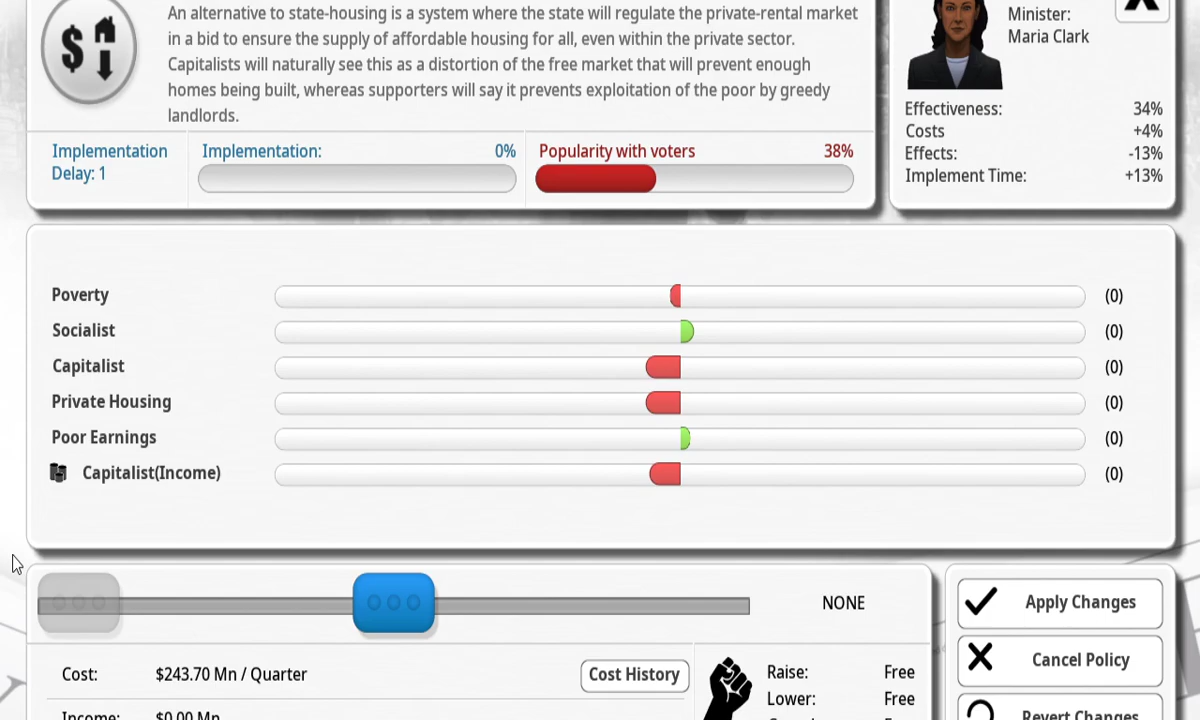 An alternative to state-housing is a system where the state will regulate the private-rental market
in a bid to ensure the supply of affordable housing for all, even within the private sector.
Capitalists will naturally see this as a distortion of the free market that will prevent enough
homes being built, whereas supporters will say it prevents exploitation of the poor by greedy
landlords.
Implementation
Delay: 1
Implementation: 0%
Popularity with voters 38%
Minister:
Maria Clark
Effectiveness: 34%
Costs +4%
Effects: -13%
Implement Time: +13%
Poverty (0)
Socialist (0)
Capitalist (0)
Private Housing (0)
Poor Earnings (0)
Capitalist(Income) (0)
NONE
Cost: $243.70 Mn / Quarter
Cost History
Income: $0.00 Mn
Raise: Free
Lower: Free
Apply Changes
Cancel Policy
Revert Changes